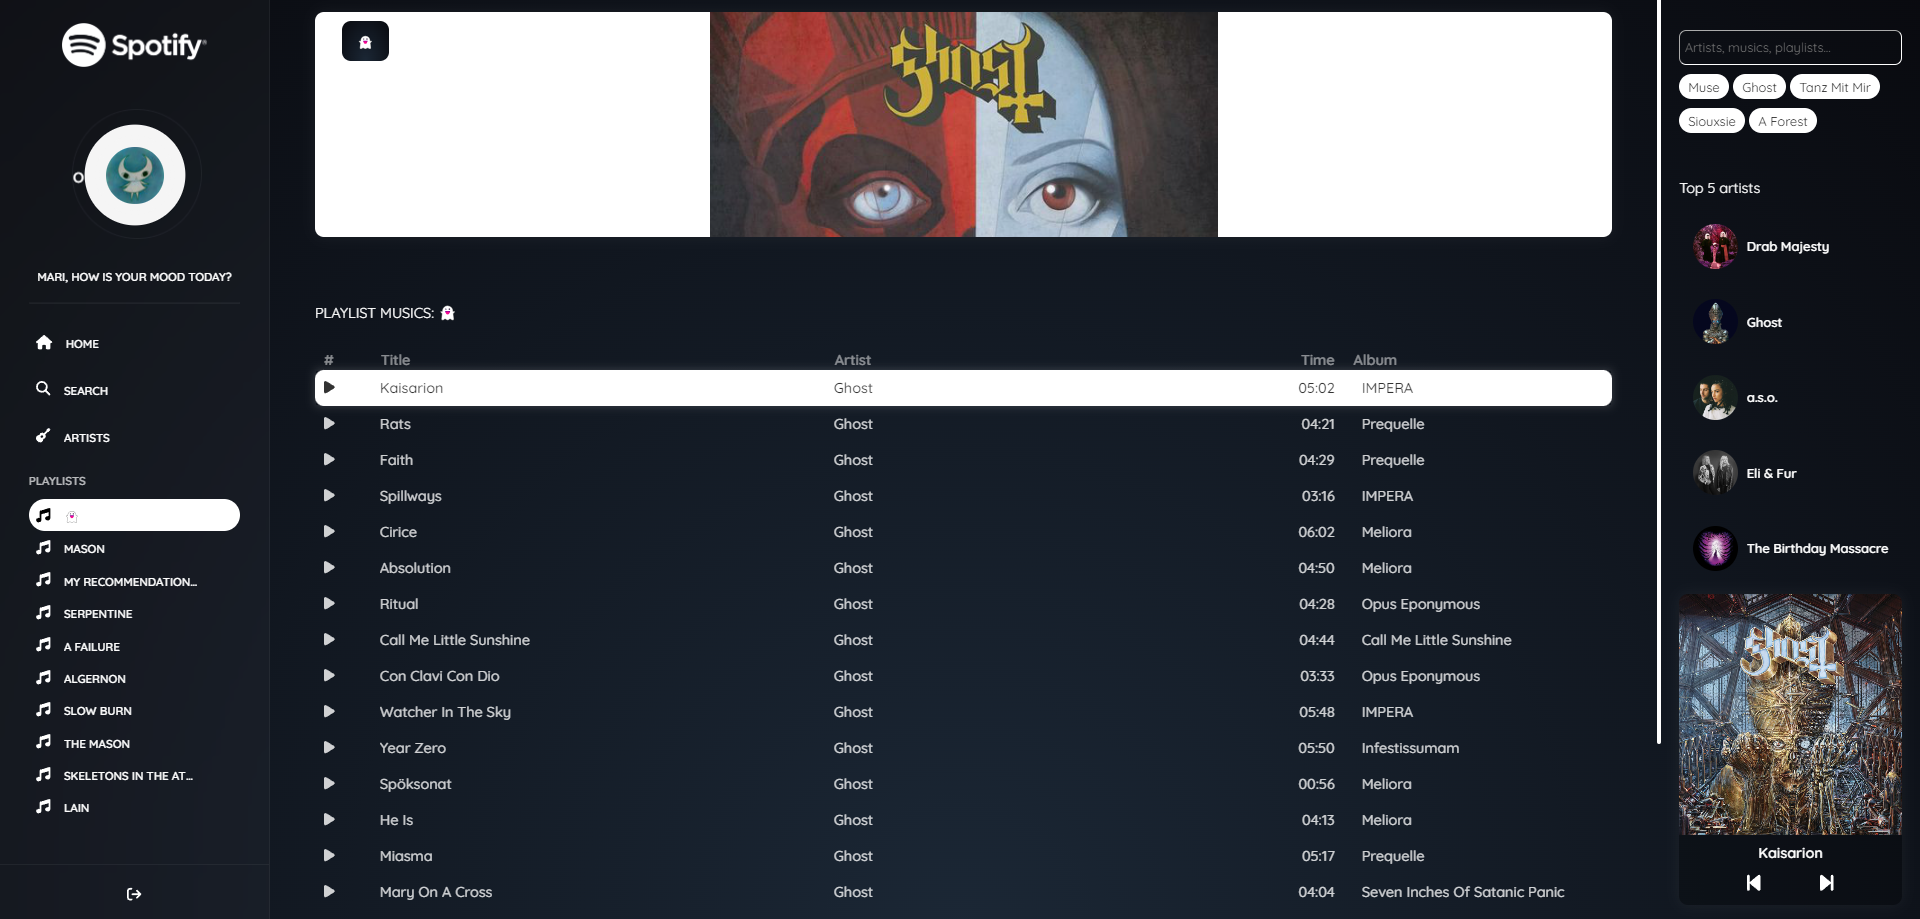 Spotify
MARI, HOW IS YOUR MOOD TODAY?
HOME
SEARCH
ARTISTS
PLAYLISTS
👻
MASON
MY RECOMMENDATION...
SERPENTINE
A FAILURE
ALGERNON
SLOW BURN
THE MASON
SKELETONS IN THE AT...
LAIN
👻
Ghost
PLAYLIST MUSICS: 👻
# Title Artist Time Album
Kaisarion Ghost 05:02 IMPERA
Rats Ghost 04:21 Prequelle
Faith Ghost 04:29 Prequelle
Spillways Ghost 03:16 IMPERA
Cirice Ghost 06:02 Meliora
Absolution Ghost 04:50 Meliora
Ritual Ghost 04:28 Opus Eponymous
Call Me Little Sunshine Ghost 04:44 Call Me Little Sunshine
Con Clavi Con Dio Ghost 03:33 Opus Eponymous
Watcher In The Sky Ghost 05:48 IMPERA
Year Zero Ghost 05:50 Infestissumam
Spöksonat Ghost 00:56 Meliora
He Is Ghost 04:13 Meliora
Miasma Ghost 05:17 Prequelle
Mary On A Cross Ghost 04:04 Seven Inches Of Satanic Panic
Artists, musics, playlists...
Muse Ghost Tanz Mit Mir
Siouxsie A Forest
Top 5 artists
Drab Majesty
Ghost
a.s.o.
Eli & Fur
The Birthday Massacre
Ghost
Kaisarion